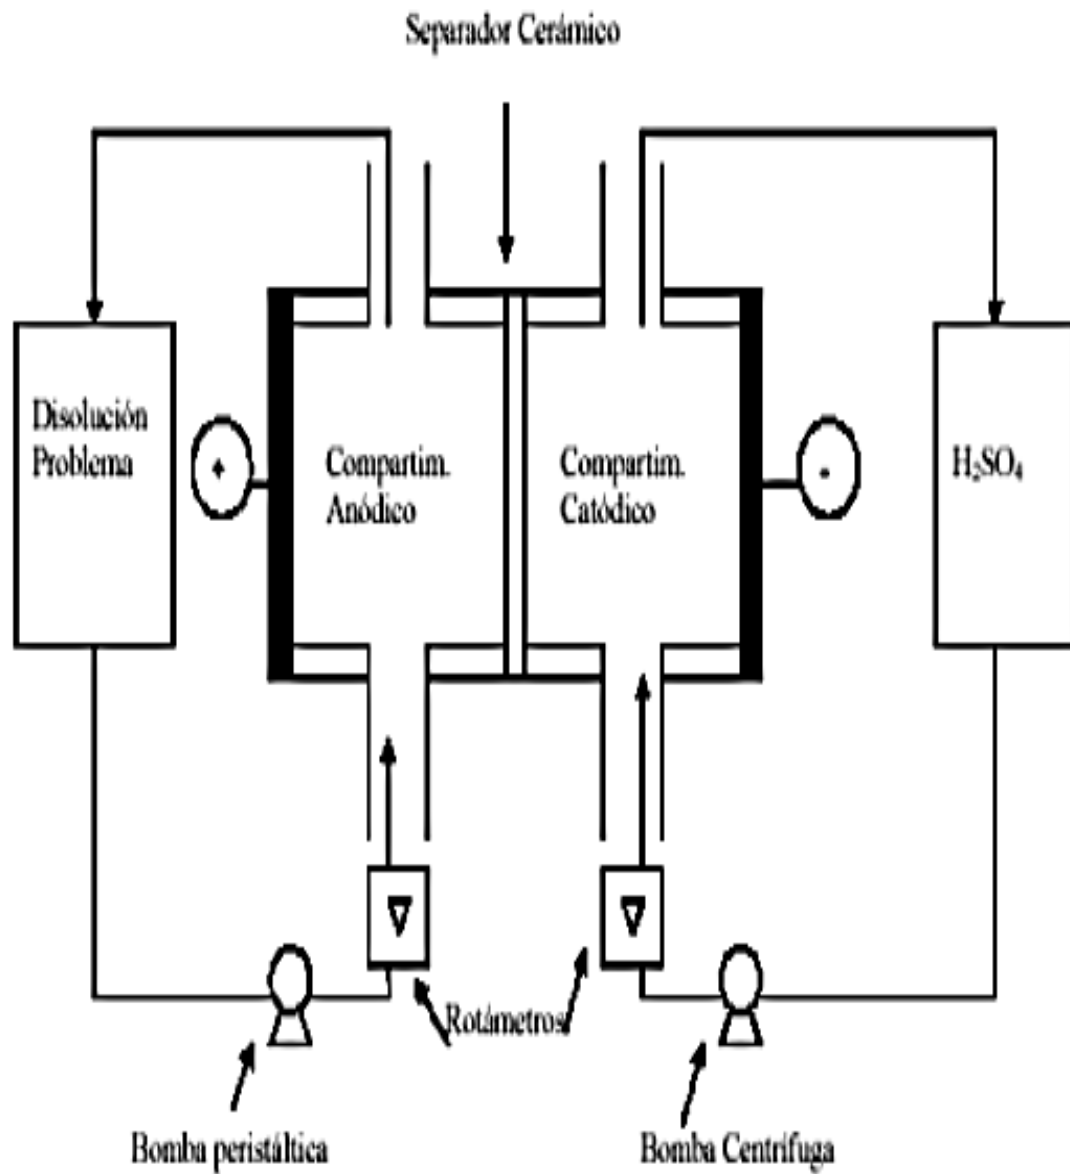 Separador Cerámico
Disolución
Problema
+
Compartim.
Anódico
Compartim.
Catódico
-
H₂SO₄
Rotámetros
Bomba peristáltica
Bomba Centrífuga